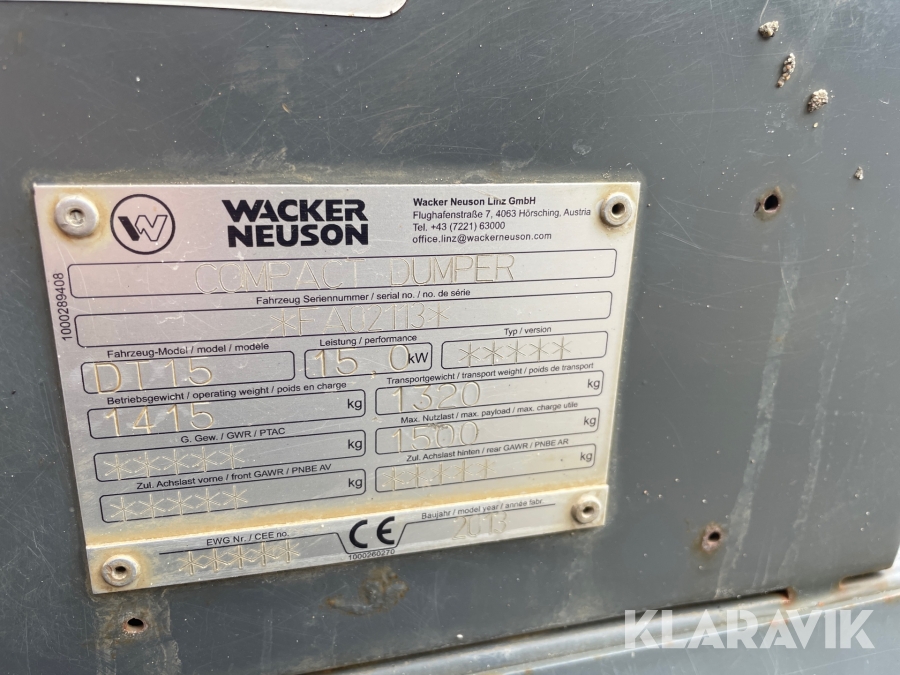 W
WACKER
NEUSON
Wacker Neuson Linz GmbH
Flughafenstraße 7, 4063 Hörsching, Austria
Tel. +43 (7221) 63000
office.linz@wackerneuson.com
1000289408
COMPACT DUMPER
Fahrzeug Seriennummer / serial no. / no. de série
*FA02113*
Fahrzeug-Model / model / modèle
DT15
Leistung / performance
15,0 kW
Typ / version
*****
Betriebsgewicht / operating weight / poids en charge
1415 kg
Transportgewicht / transport weight / poids de transport
1320 kg
G. Gew. / GWR / PTAC
***** kg
Max. Nutzlast / max. payload / max. charge utile
1500 kg
Zul. Achslast vorne / front GAWR / PNBE AV
***** kg
Zul. Achslast hinten / rear GAWR / PNBE AR
***** kg
EWG Nr. / CEE no.
*****
CE
1000260270
Baujahr / model year / année fabr.
2013
KLARAVIK